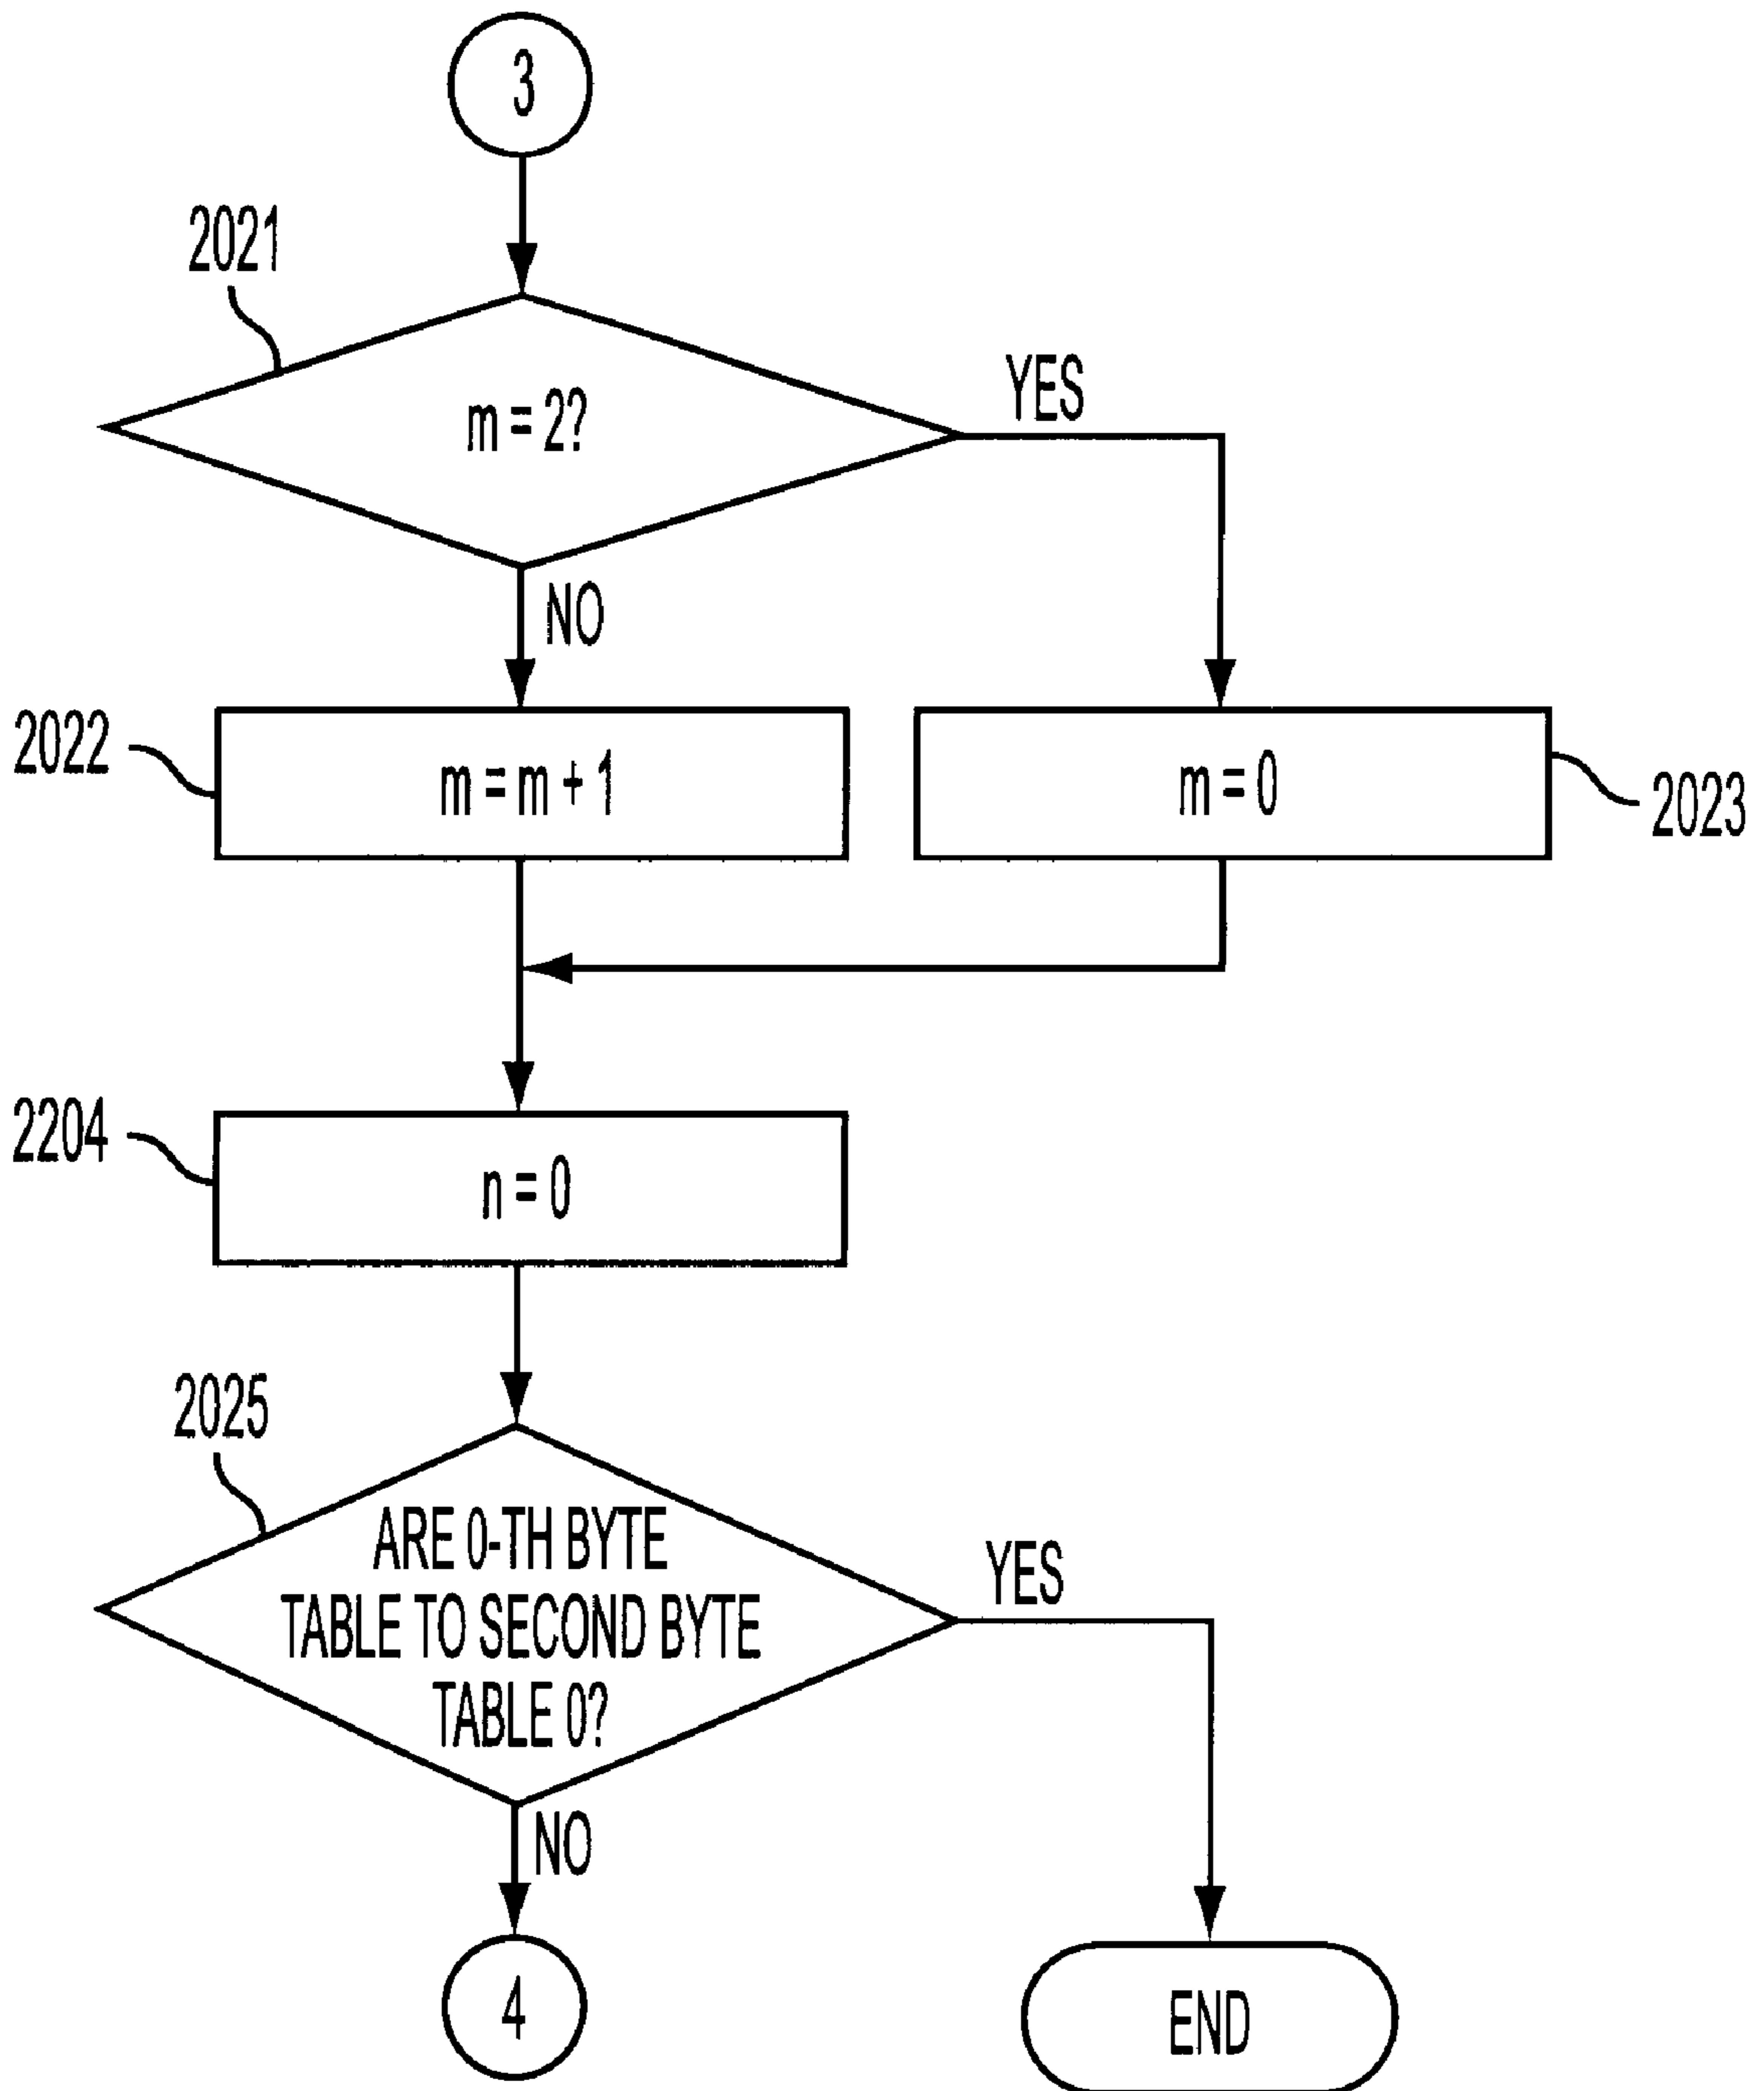 3
2021
m = 2?
YES
NO
2022
m = m + 1
m = 0
2023
2204
n = 0
2025
ARE 0-TH BYTE
TABLE TO SECOND BYTE
TABLE 0?
YES
NO
4
END